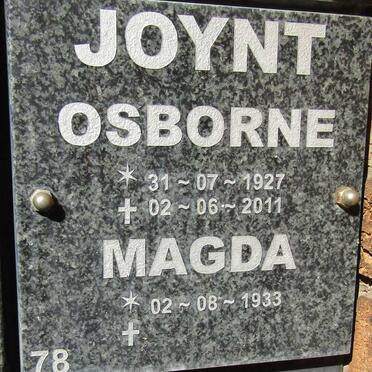 JOYNT
OSBORNE
* 31 ~ 07 ~ 1927
✝ 02 ~ 06 ~ 2011
MAGDA
* 02 ~ 08 ~ 1933
✝
78